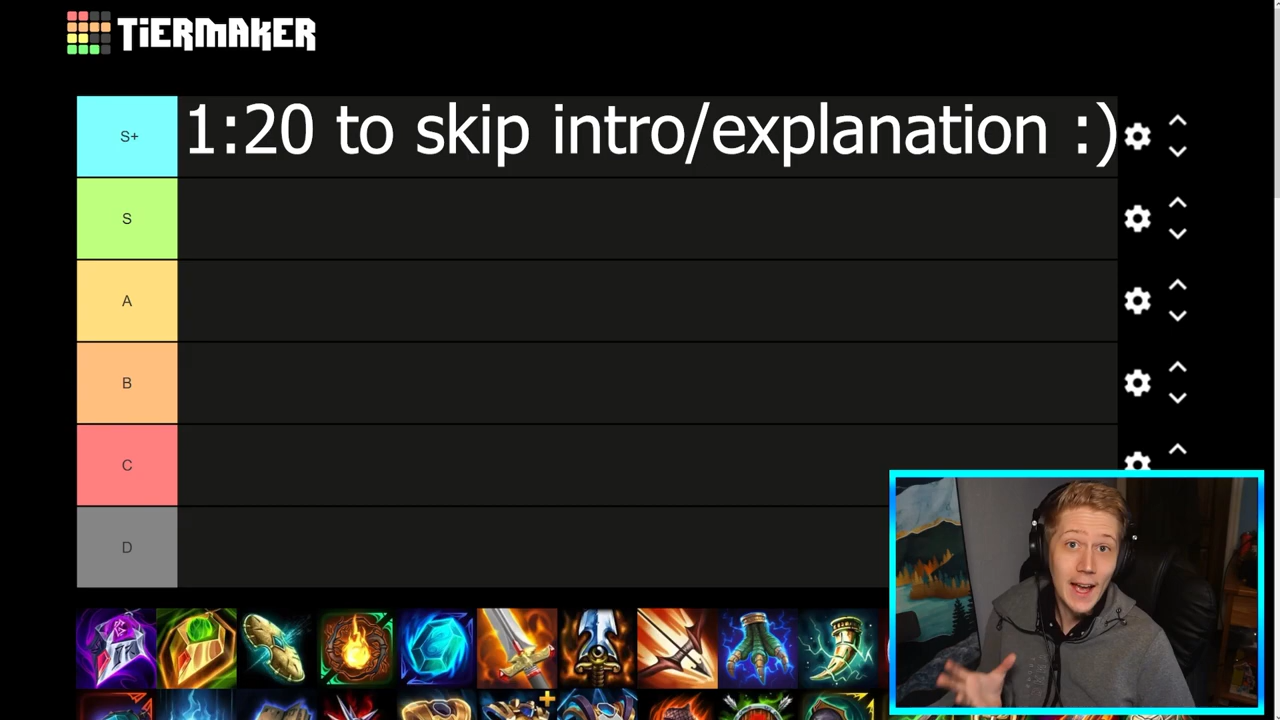 TiERMAKER
S+
1:20 to skip intro/explanation :)
S
A
B
C
D